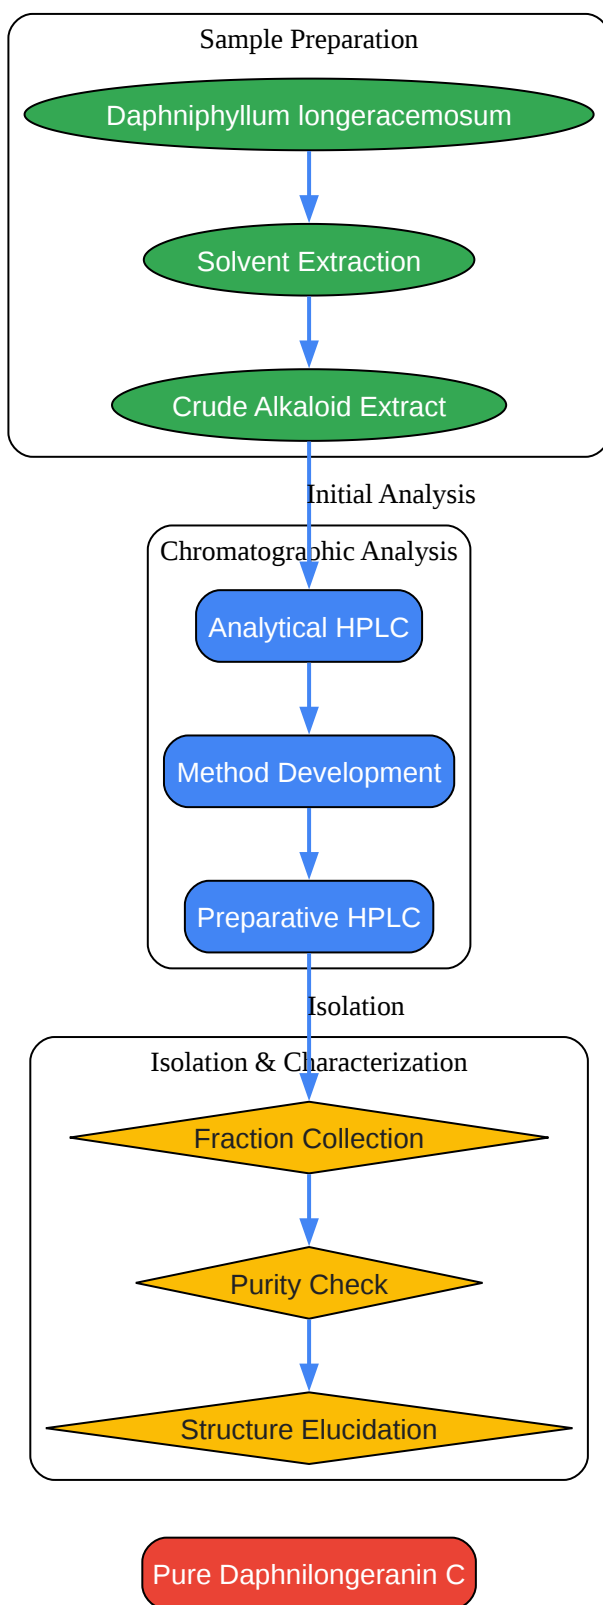 Sample Preparation
Daphniphyllum longeracemosum
Solvent Extraction
Crude Alkaloid Extract
Initial Analysis
Chromatographic Analysis
Analytical HPLC
Method Development
Preparative HPLC
Isolation
Isolation & Characterization
Fraction Collection
Purity Check
Structure Elucidation
Pure Daphnilongeranin C